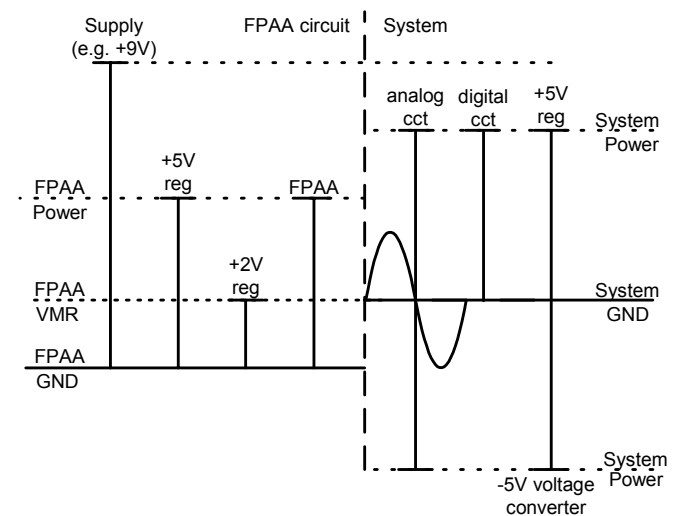 Supply
(e.g. +9V)
FPAA circuit
System
analog
cct
digital
cct
+5V
reg
System
Power
+5V
reg
FPAA
Power
FPAA
+2V
reg
FPAA
VMR
System
GND
FPAA
GND
System
Power
-5V voltage
converter